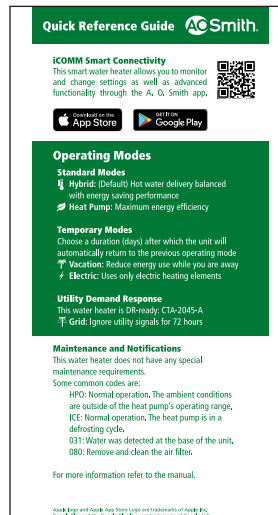 Quick Reference Guide AOSmith.
iCOMM Smart Connectivity
This smart water heater allows you to monitor
and change settings as well as advanced
functionality through the A. O. Smith app.
Download on the
App Store
GET IT ON
Google Play
Operating Modes
Standard Modes
Hybrid: (Default) Hot water delivery balanced
with energy saving performance
Heat Pump: Maximum energy efficiency
Temporary Modes
Choose a duration (days) after which the unit will
automatically return to the previous operating mode
Vacation: Reduce energy use while you are away
Electric: Uses only electric heating elements
Utility Demand Response
This water heater is DR-ready: CTA-2045-A
Grid: Ignore utility signals for 72 hours
Maintenance and Notifications
This water heater does not have any special
maintenance requirements.
Some common codes are:
HPO: Normal operation. The ambient conditions
are outside of the heat pump's operating range,
ICE: Normal operation. The heat pump is in a
defrosting cycle.
031: Water was detected at the base of the unit,
080: Remove and clean the air filter.
For more information refer to the manual.
Apple logo and Apple App Store Logo are trademarks of Apple Inc,